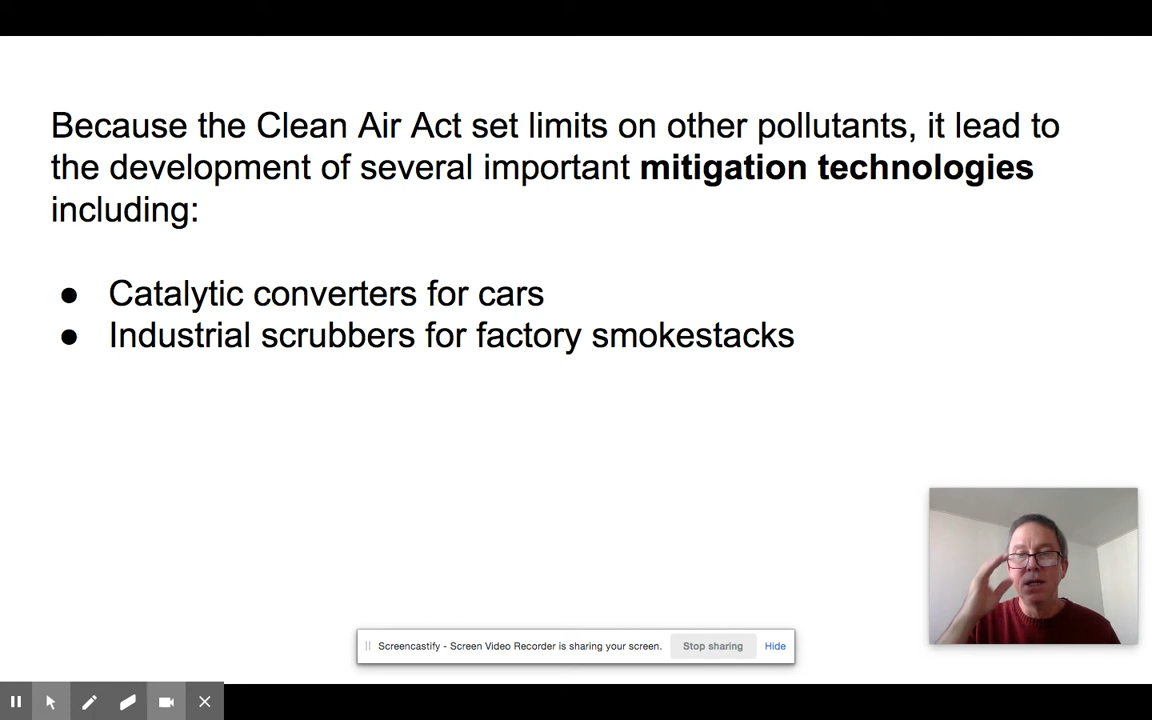 Because the Clean Air Act set limits on other pollutants, it lead to
the development of several important mitigation technologies
including:
● Catalytic converters for cars
● Industrial scrubbers for factory smokestacks
Screencastify - Screen Video Recorder is sharing your screen. Stop sharing Hide